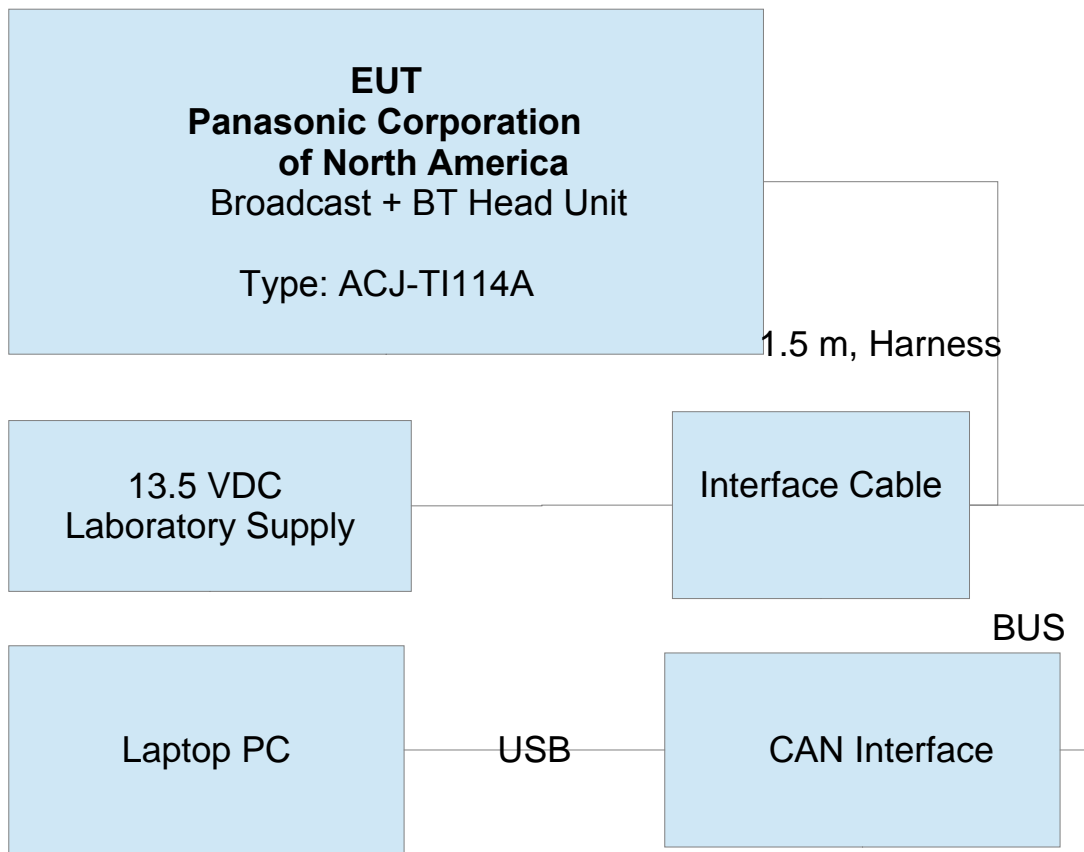 EUT
Panasonic Corporation
of North America
Broadcast + BT Head Unit
Type: ACJ-TI114A
1.5 m, Harness
13.5 VDC
Laboratory Supply
Interface Cable
BUS
Laptop PC
USB
CAN Interface